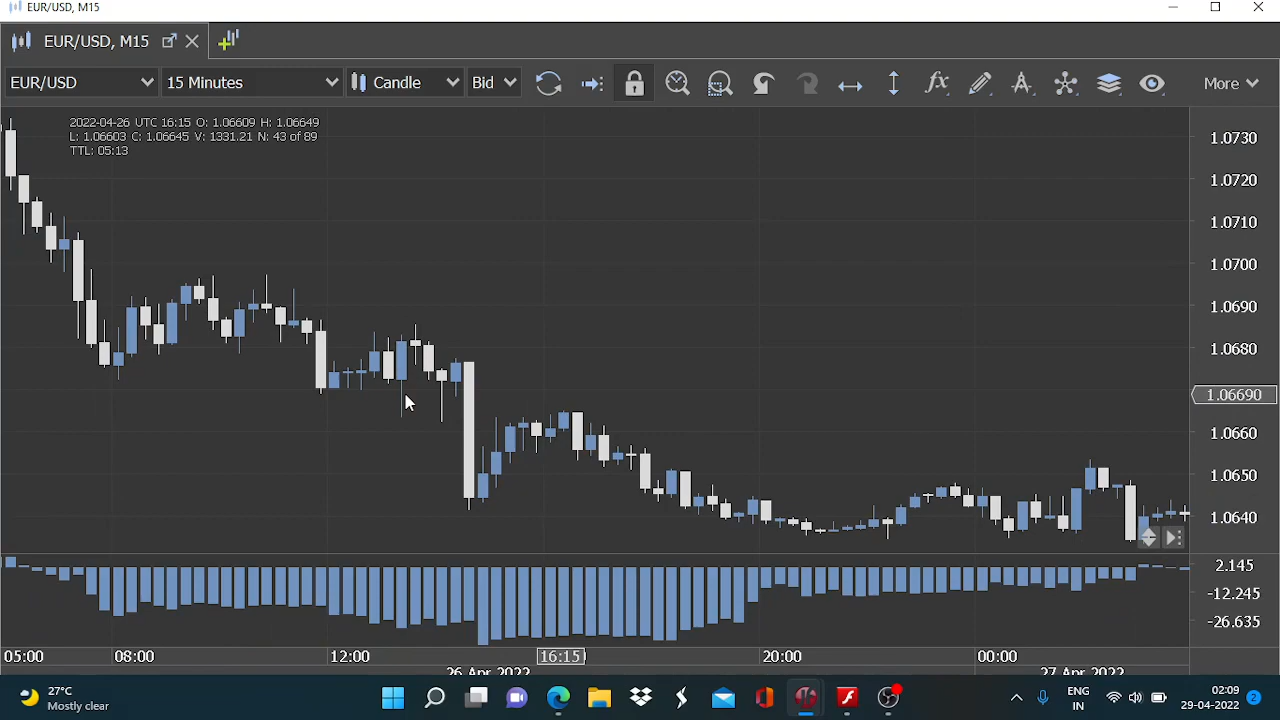 EUR/USD, M15
EUR/USD, M15
EUR/USD 15 Minutes Candle Bid fx More
2022-04-26 UTC 16:15 O: 1.06609 H: 1.06649
L: 1.06603 C: 1.06645 V: 1331.21 N: 43 of 89
TTL: 05:13
1.0730
1.0720
1.0710
1.0700
1.0690
1.0680
1.06690
1.0660
1.0650
1.0640
2.145
-12.245
-26.635
05:00 08:00 12:00 16:15 20:00 00:00
26 Apr 2022 27 Apr 2022
27°C
Mostly clear
ENG
IN
02:09
29-04-2022
2